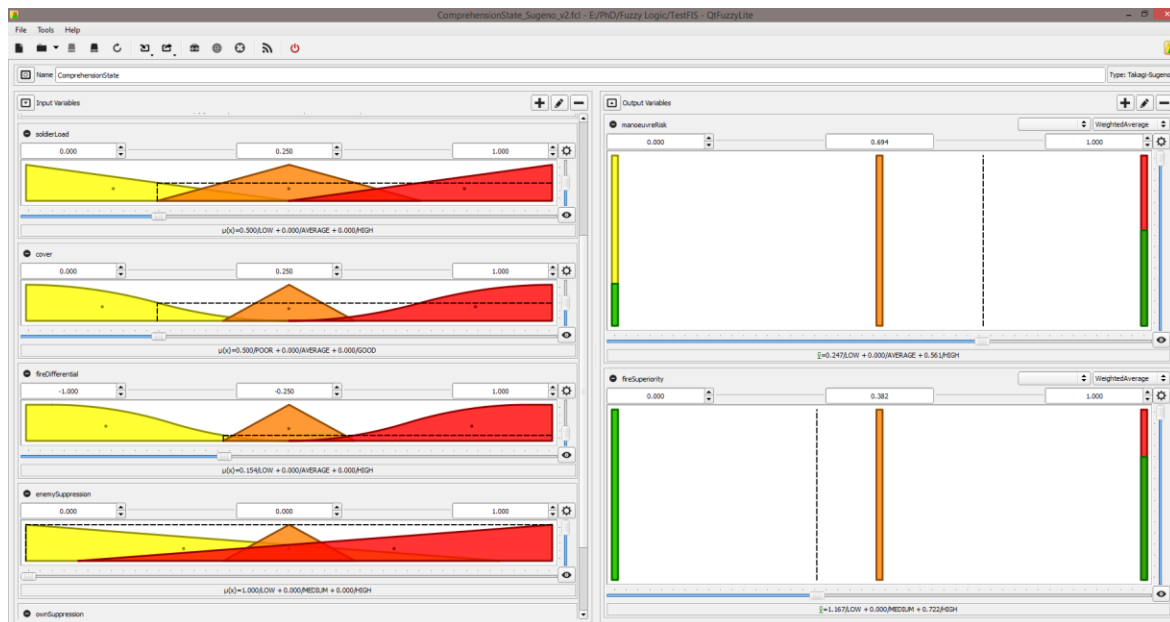 ComprehensionState_Sugeno_v2.fcl - E:/PhD/Fuzzy Logic/TestFIS - QtFuzzyLite
File Tools Help
Name ComprehensionState Type: Takagi-Sugeno
Input Variables
soldierLoad
0.000 0.250 1.000
μ(x)=0.500/LOW + 0.000/AVERAGE + 0.000/HIGH
cover
0.000 0.250 1.000
μ(x)=0.500/POOR + 0.000/AVERAGE + 0.000/GOOD
fireDifferential
-1.000 -0.250 1.000
μ(x)=0.154/LOW + 0.000/AVERAGE + 0.000/HIGH
enemySuppression
0.000 0.000 1.000
μ(x)=1.000/LOW + 0.000/MEDIUM + 0.000/HIGH
ownSuppression
Output Variables
manoeuvreRisk WeightedAverage
0.000 0.694 1.000
ỹ=0.247/LOW + 0.000/AVERAGE + 0.561/HIGH
fireSuperiority WeightedAverage
0.000 0.382 1.000
ỹ=1.167/LOW + 0.000/MEDIUM + 0.722/HIGH